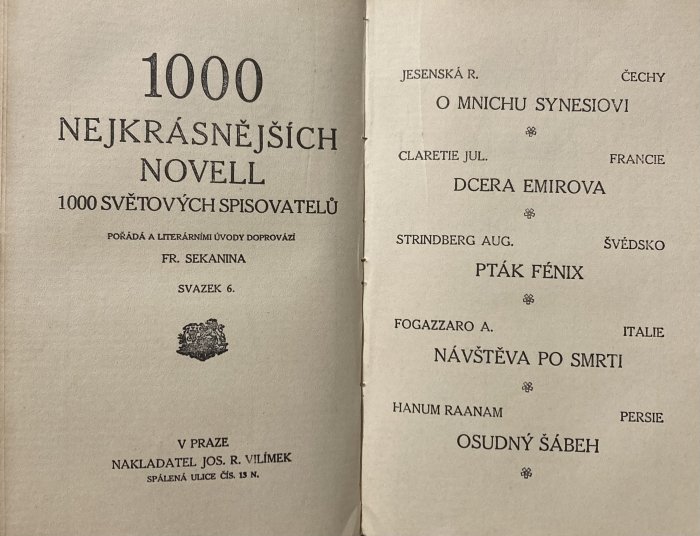 1000
NEJKRÁSNĚJŠÍCH
NOVELL
1000 SVĚTOVÝCH SPISOVATELŮ
POŘÁDÁ A LITERÁRNÍMI ÚVODY DOPROVÁZÍ
FR. SEKANINA
SVAZEK 6.
V PRAZE
NAKLADATEL JOS. R. VILÍMEK
SPÁLENÁ ULICE ČÍS. 13 N.
JESENSKÁ R. ČECHY
O MNICHU SYNESIOVI
CLARETIE JUL. FRANCIE
DCERA EMIROVA
STRINDBERG AUG. ŠVÉDSKO
PTÁK FÉNIX
FOGAZZARO A. ITALIE
NÁVŠTĚVA PO SMRTI
HANUM RAANAM PERSIE
OSUDNÝ ŠÁBEH